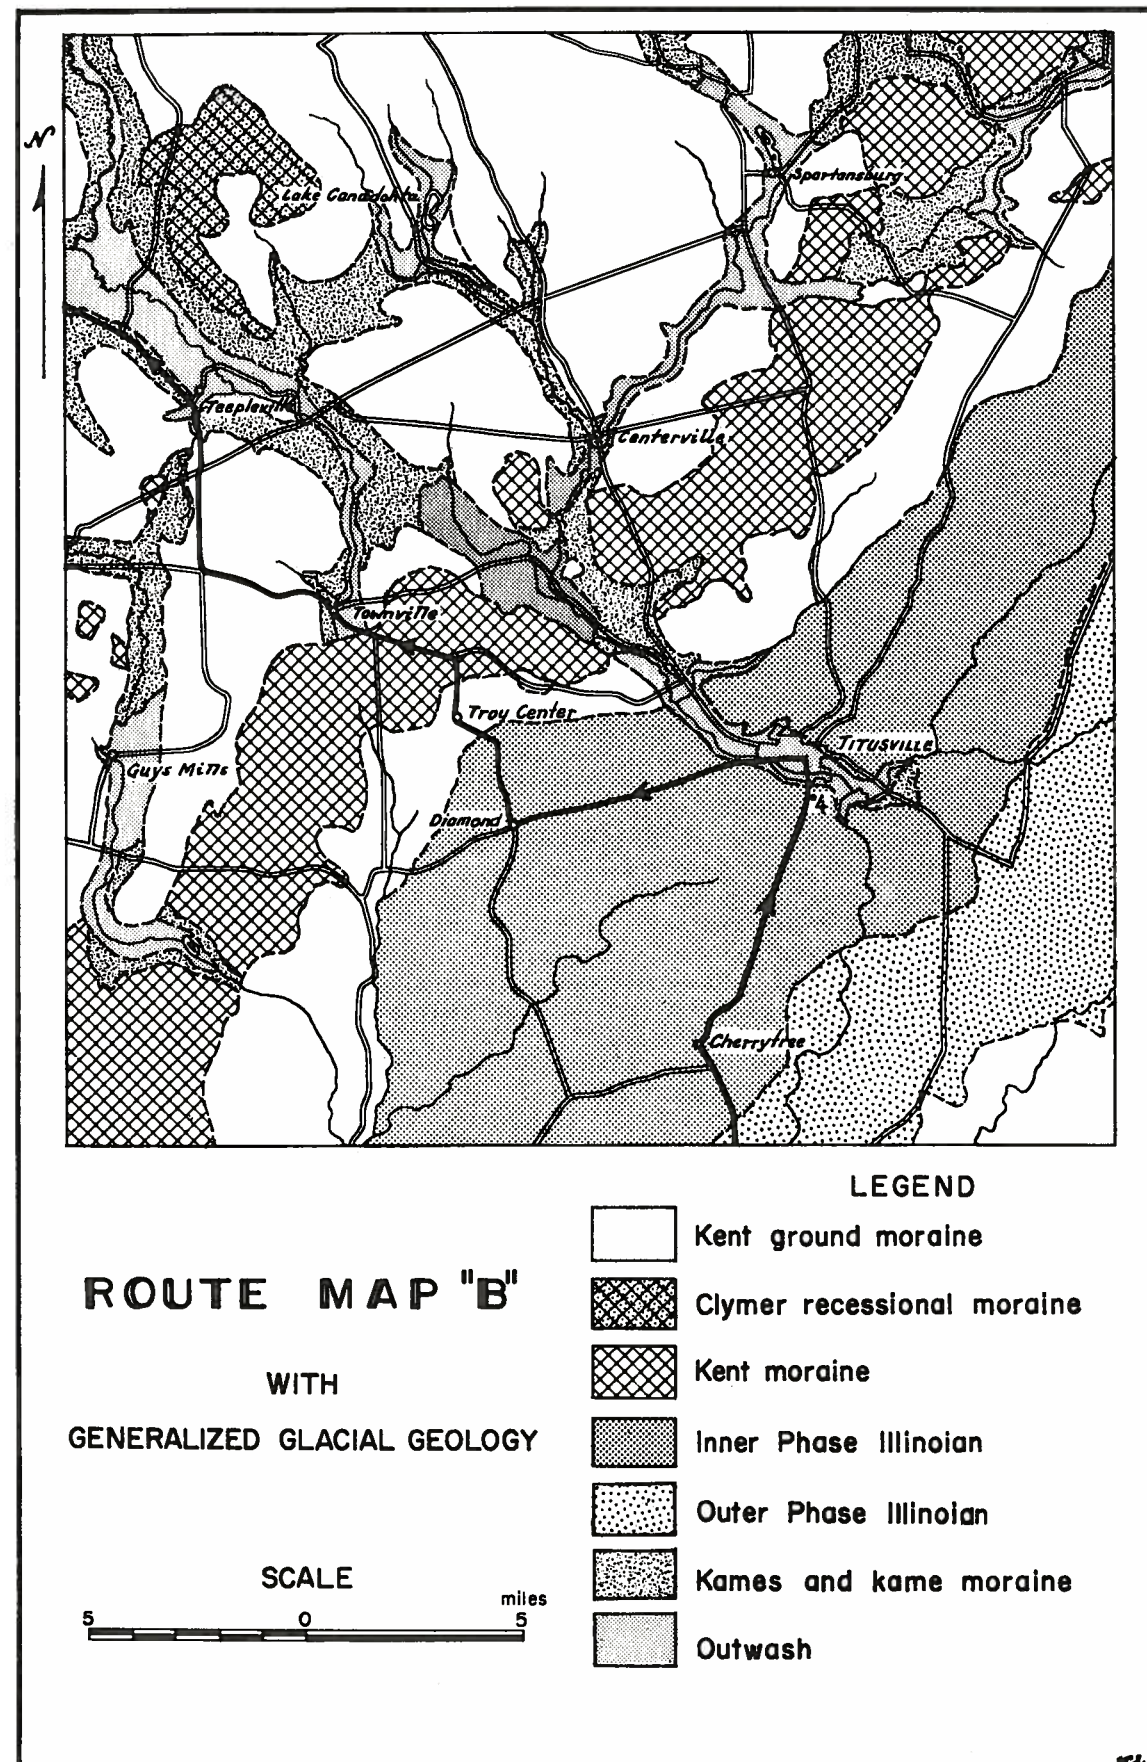 N
Spartansburg
Lake Canadohta
Teepleville
Centerville
Townville
Troy Center
TITUSVILLE
Guys Mills
Diamond
4
Cherrytree
LEGEND
Kent ground moraine
Clymer recessional moraine
Kent moraine
Inner Phase Illinoian
Outer Phase Illinoian
Kames and kame moraine
Outwash
ROUTE MAP "B"
WITH
GENERALIZED GLACIAL GEOLOGY
SCALE
miles
5 0 5